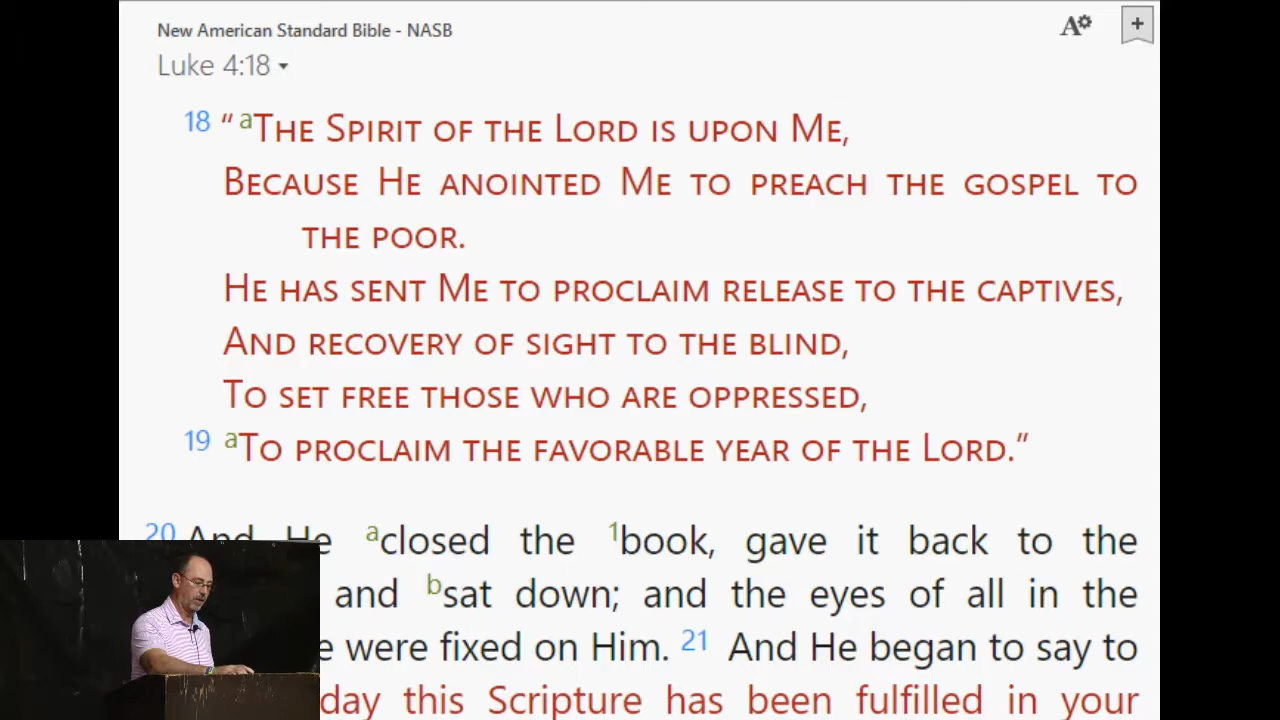 New American Standard Bible - NASB
Luke 4:18
A
+
18 “ aThe Spirit of the Lord is upon Me,
Because He anointed Me to preach the gospel to
the poor.
He has sent Me to proclaim release to the captives,
And recovery of sight to the blind,
To set free those who are oppressed,
19 aTo proclaim the favorable year of the Lord.”
20 And He aclosed the 1book, gave it back to the
and bsat down; and the eyes of all in the
e were fixed on Him. 21 And He began to say to
day this Scripture has been fulfilled in your